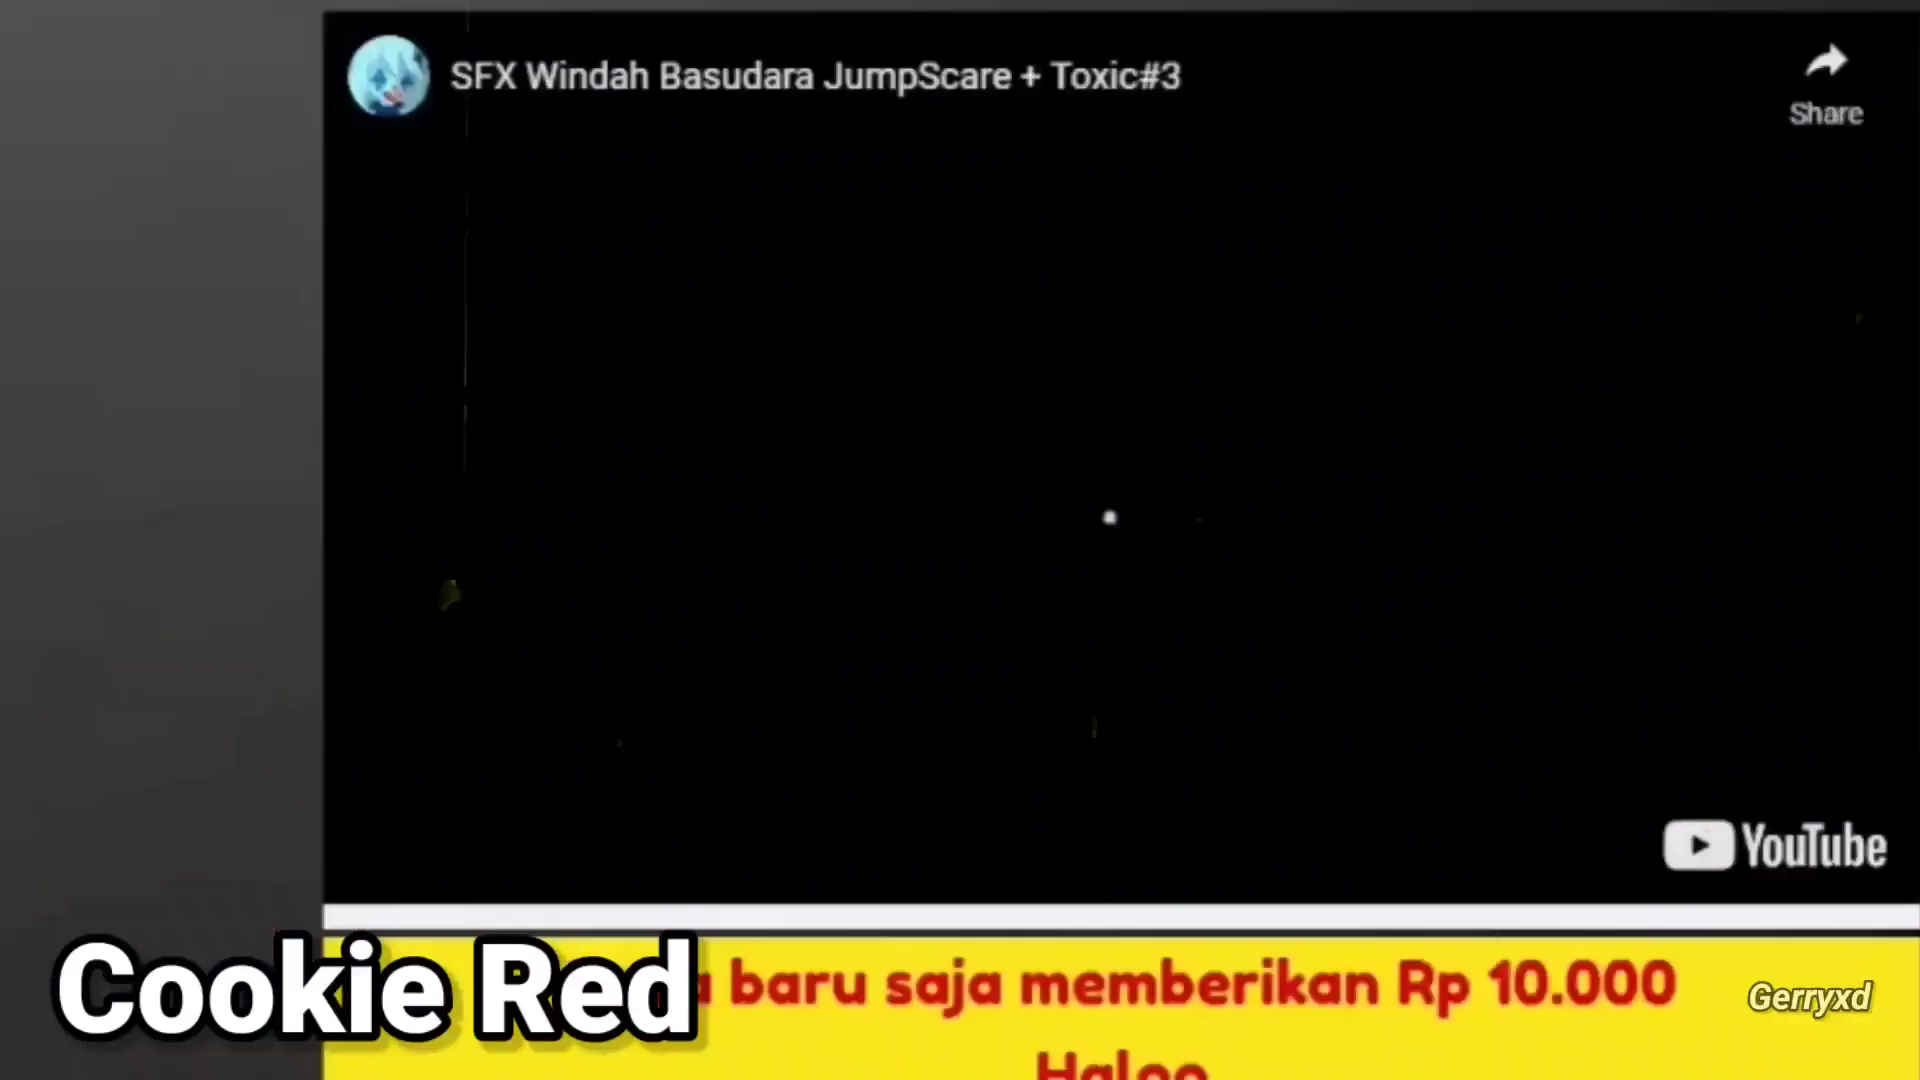 SFX Windah Basudara JumpScare + Toxic#3
Share
YouTube
Cookie Red
baru saja memberikan Rp 10.000
Gerryxd